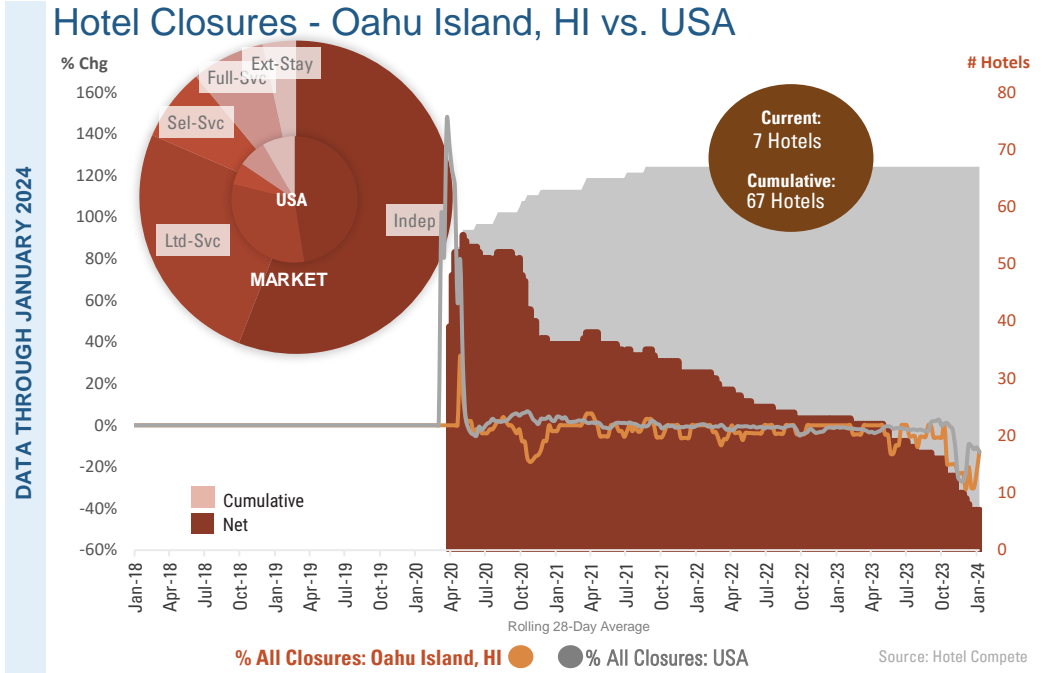 Hotel Closures - Oahu Island, HI vs. USA
DATA THROUGH JANUARY 2024
% Chg
# Hotels
160%
140%
120%
100%
80%
60%
40%
20%
0%
-20%
-40%
-60%
80
70
60
50
40
30
20
10
0
Ext-Stay
Full-Svc
Sel-Svc
Ltd-Svc
Indep
USA
MARKET
Current:
7 Hotels
Cumulative:
67 Hotels
Cumulative
Net
Jan-18
Apr-18
Jul-18
Oct-18
Jan-19
Apr-19
Jul-19
Oct-19
Jan-20
Apr-20
Jul-20
Oct-20
Jan-21
Apr-21
Jul-21
Oct-21
Jan-22
Apr-22
Jul-22
Oct-22
Jan-23
Apr-23
Jul-23
Oct-23
Jan-24
Rolling 28-Day Average
% All Closures: Oahu Island, HI
% All Closures: USA
Source: Hotel Compete